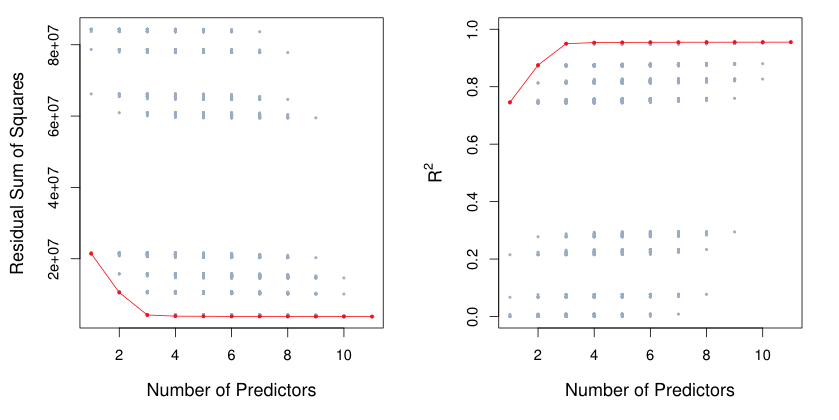 Residual Sum of Squares
8e+07
6e+07
4e+07
2e+07
2 4 6 8 10
Number of Predictors
R²
1.0
0.8
0.6
0.4
0.2
0.0
2 4 6 8 10
Number of Predictors